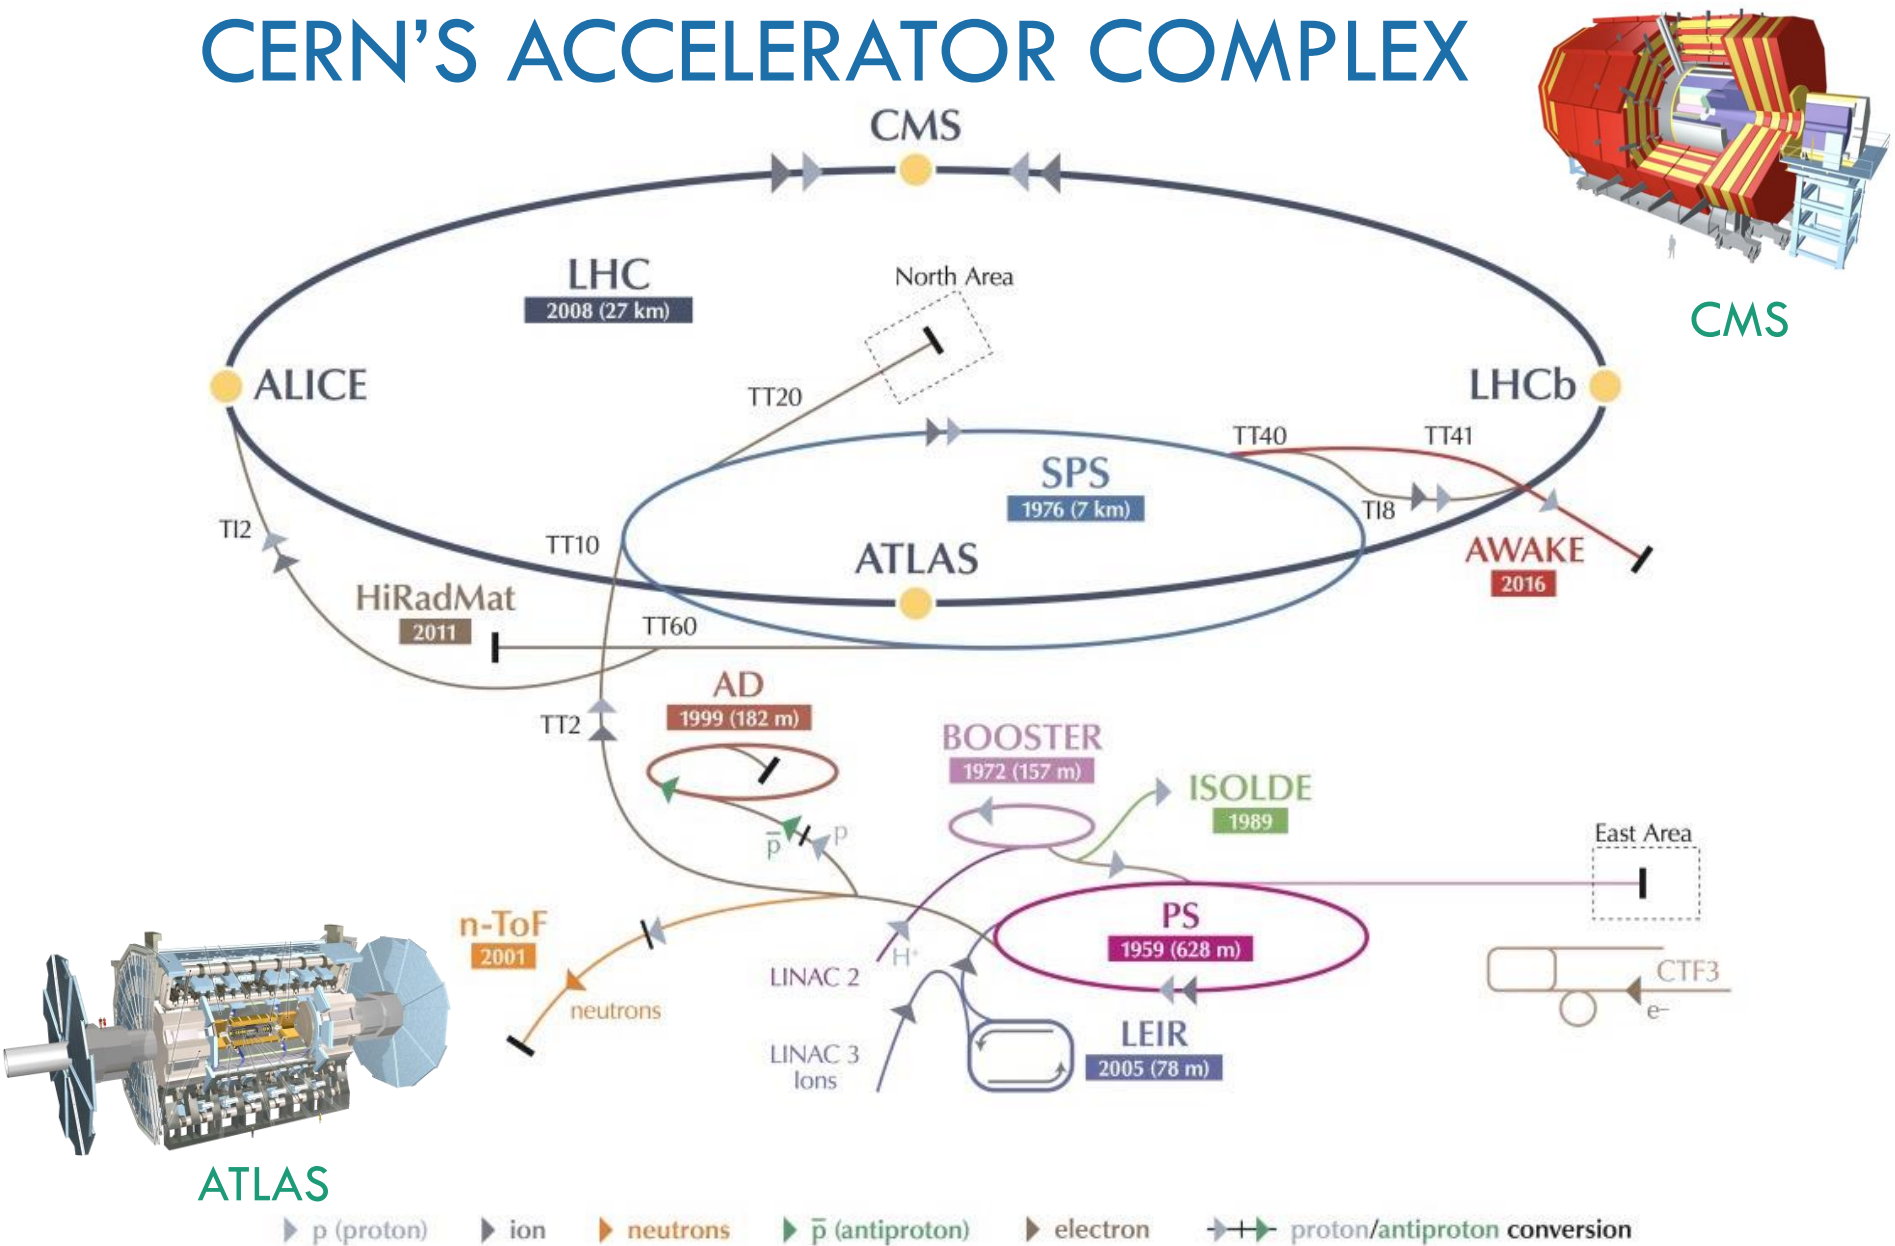 CERN'S ACCELERATOR COMPLEX
CMS
CMS
LHC
2008 (27 km)
North Area
ALICE
LHCb
TT20
TT40
TT41
SPS
1976 (7 km)
TI8
TI2
TT10
ATLAS
AWAKE
2016
HiRadMat
2011
TT60
AD
1999 (182 m)
TT2
BOOSTER
1972 (157 m)
ISOLDE
1989
p̅
p
East Area
n-ToF
2001
neutrons
LINAC 2
H⁺
PS
1959 (628 m)
CTF3
e–
LINAC 3
Ions
LEIR
2005 (78 m)
ATLAS
p (proton)
ion
neutrons
p̅ (antiproton)
electron
proton/antiproton conversion